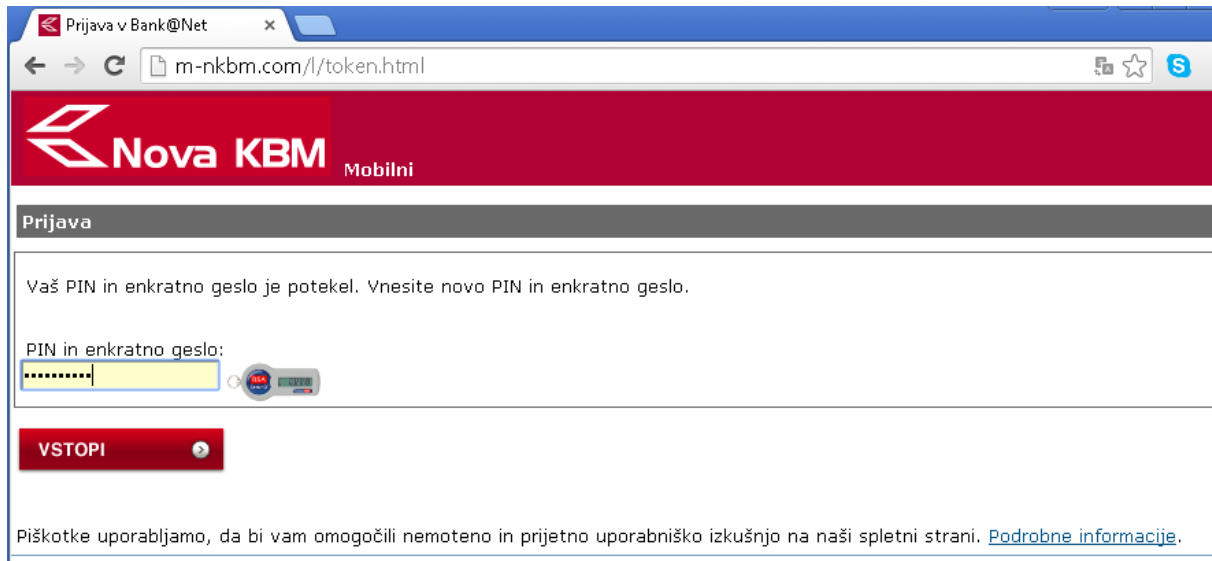 Prijava v Bank@Net
m-nkbm.com/l/token.html
Nova KBM Mobilni
Prijava
Vaš PIN in enkratno geslo je potekel. Vnesite novo PIN in enkratno geslo.
PIN in enkratno geslo:
VSTOPI
Piškotke uporabljamo, da bi vam omogočili nemoteno in prijetno uporabniško izkušnjo na naši spletni strani. Podrobne informacije.